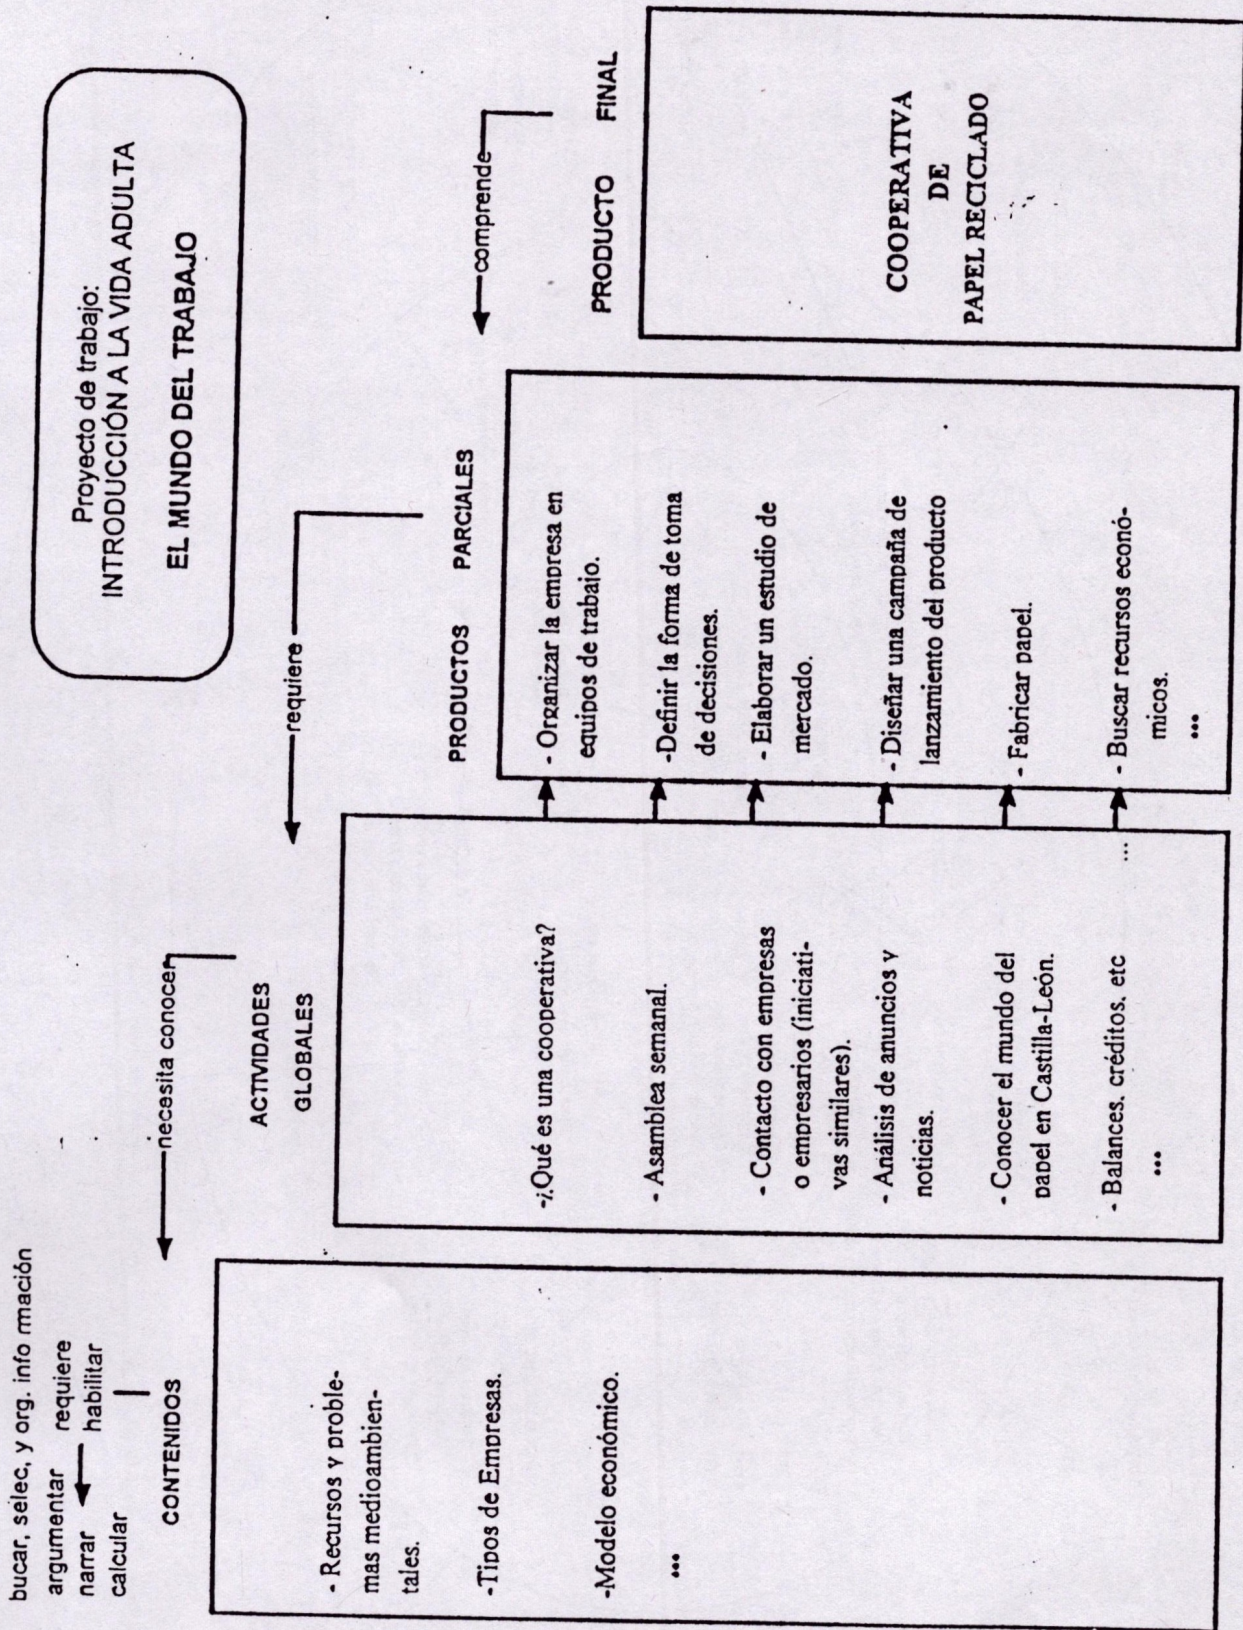 Proyecto de trabajo:
INTRODUCCIÓN A LA VIDA ADULTA
EL MUNDO DEL TRABAJO
bucar, selec, y org. info rmación
argumentar
narrar
calcular
requiere
habilitar
CONTENIDOS
- Recursos y proble-
mas medioambien-
tales.
-Tipos de Empresas.
-Modelo económico.
...
necesita conocer
ACTIVIDADES
GLOBALES
-¿Qué es una cooperativa?
- Asamblea semanal.
- Contacto con empresas
o empresarios (iniciati-
vas similares).
- Análisis de anuncios y
noticias.
- Conocer el mundo del
papel en Castilla-León.
- Balances, créditos, etc
...
...
requiere
PRODUCTOS PARCIALES
- Organizar la empresa en
equipos de trabajo.
-Definir la forma de toma
de decisiones.
- Elaborar un estudio de
mercado.
- Diseñar una campaña de
lanzamiento del producto
- Fabricar papel.
- Buscar recursos econó-
micos.
...
comprende
PRODUCTO FINAL
COOPERATIVA
DE
PAPEL RECICLADO